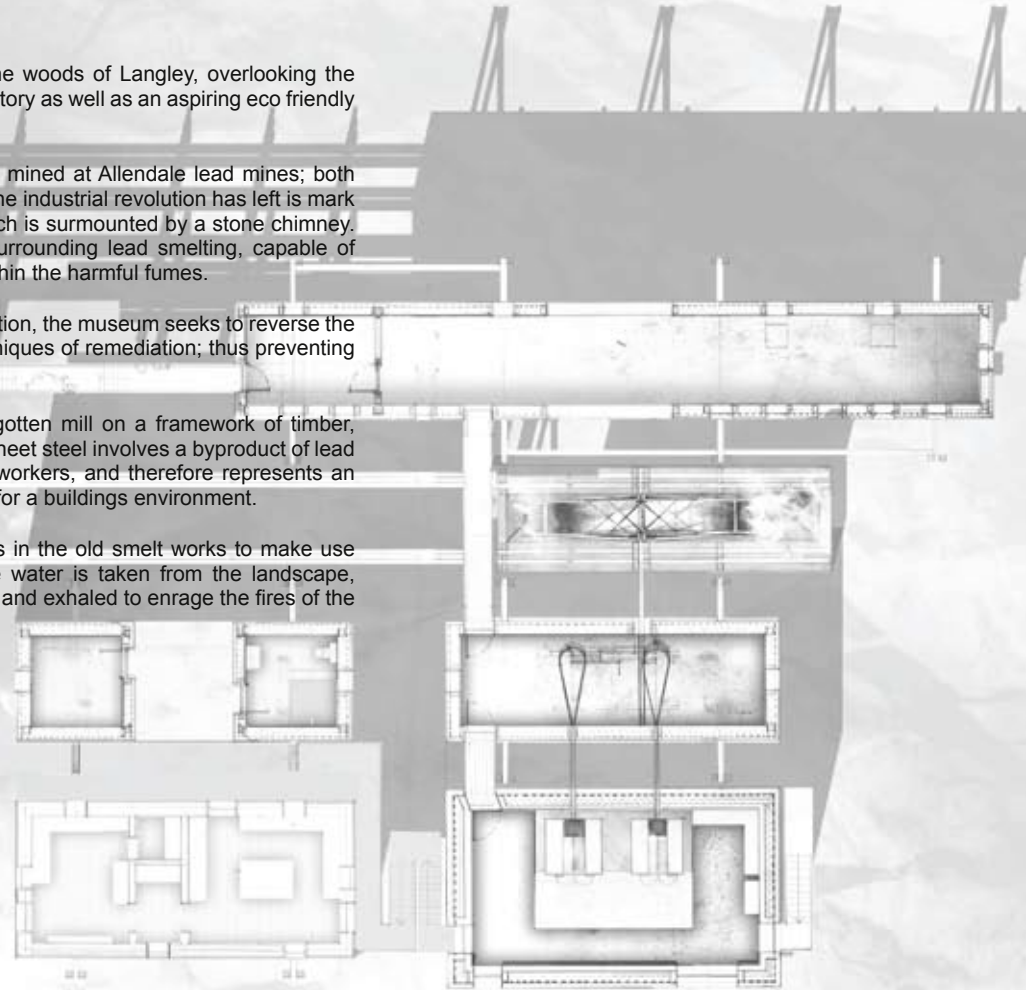 ne woods of Langley, overlooking the
tory as well as an aspiring eco friendly
mined at Allendale lead mines; both
ne industrial revolution has left is mark
ch is surmounted by a stone chimney.
urrounding lead smelting, capable of
hin the harmful fumes.
tion, the museum seeks to reverse the
niques of remediation; thus preventing
gotten mill on a framework of timber,
heet steel involves a byproduct of lead
workers, and therefore represents an
for a buildings environment.
s in the old smelt works to make use
e water is taken from the landscape,
and exhaled to enrage the fires of the